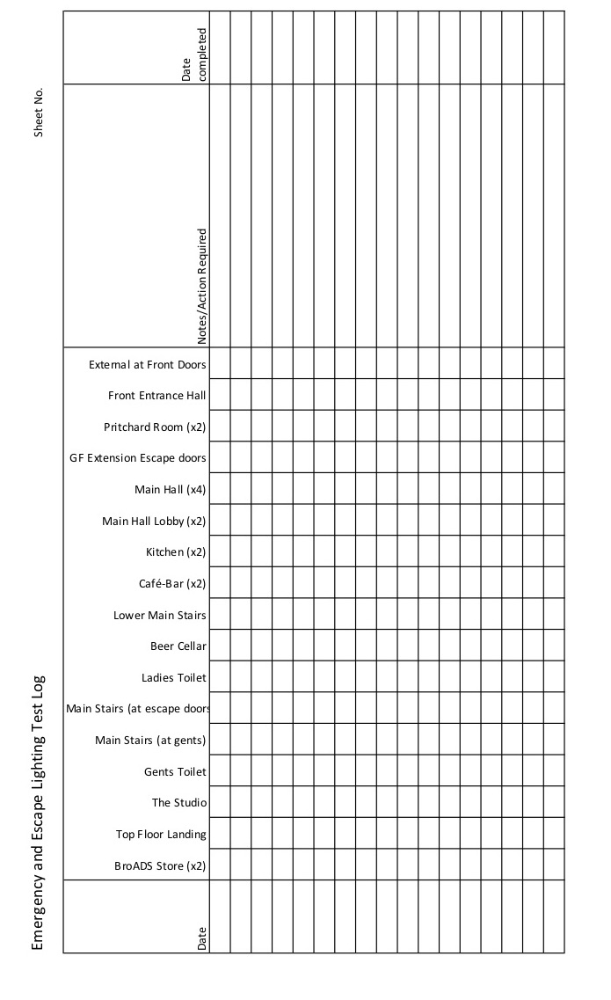 Emergency and Escape Lighting Test Log
Sheet No.
Date
BroADS Store (x2)
Top Floor Landing
The Studio
Gents Toilet
Main Stairs (at gents)
Main Stairs (at escape doors
Ladies Toilet
Beer Cellar
Lower Main Stairs
Café-Bar (x2)
Kitchen (x2)
Main Hall Lobby (x2)
Main Hall (x4)
GF Extension Escape doors
Pritchard Room (x2)
Front Entrance Hall
External at Front Doors
Notes/Action Required
Date
completed